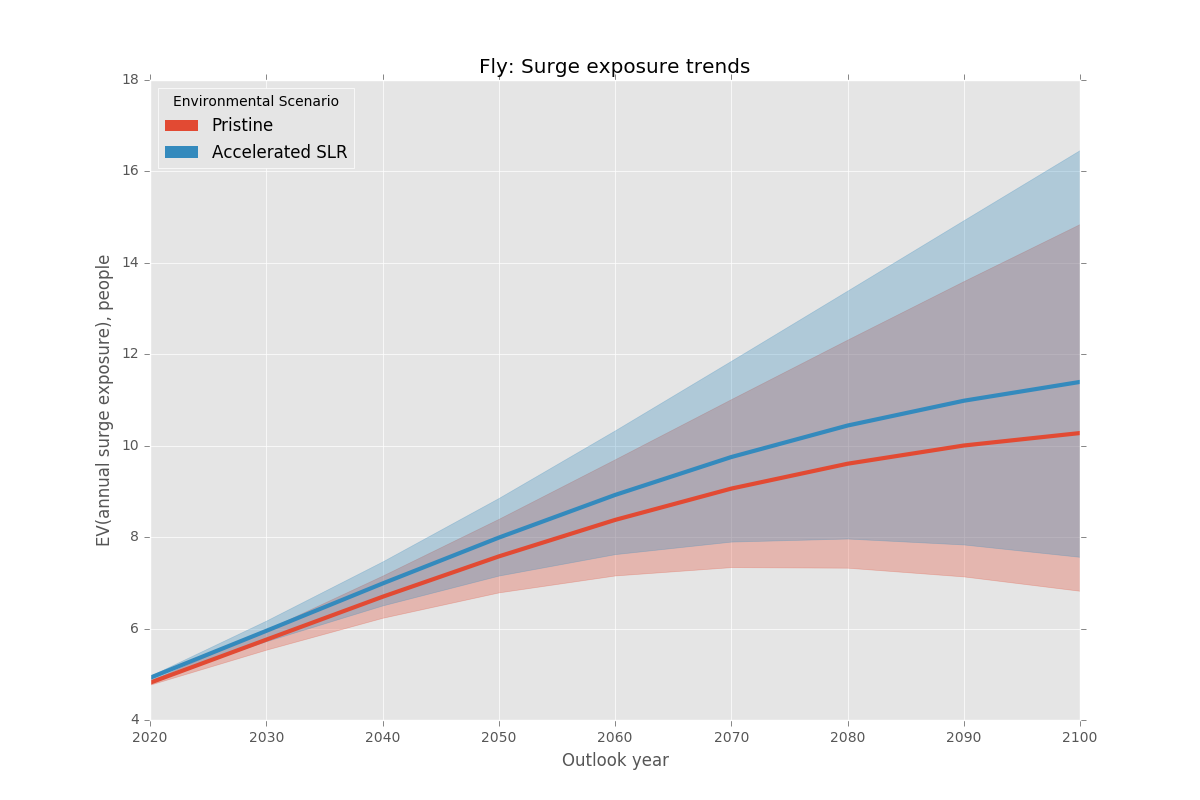 Fly: Surge exposure trends
Environmental Scenario
Pristine
Accelerated SLR
EV(annual surge exposure), people
18
16
14
12
10
8
6
4
2020 2030 2040 2050 2060 2070 2080 2090 2100
Outlook year